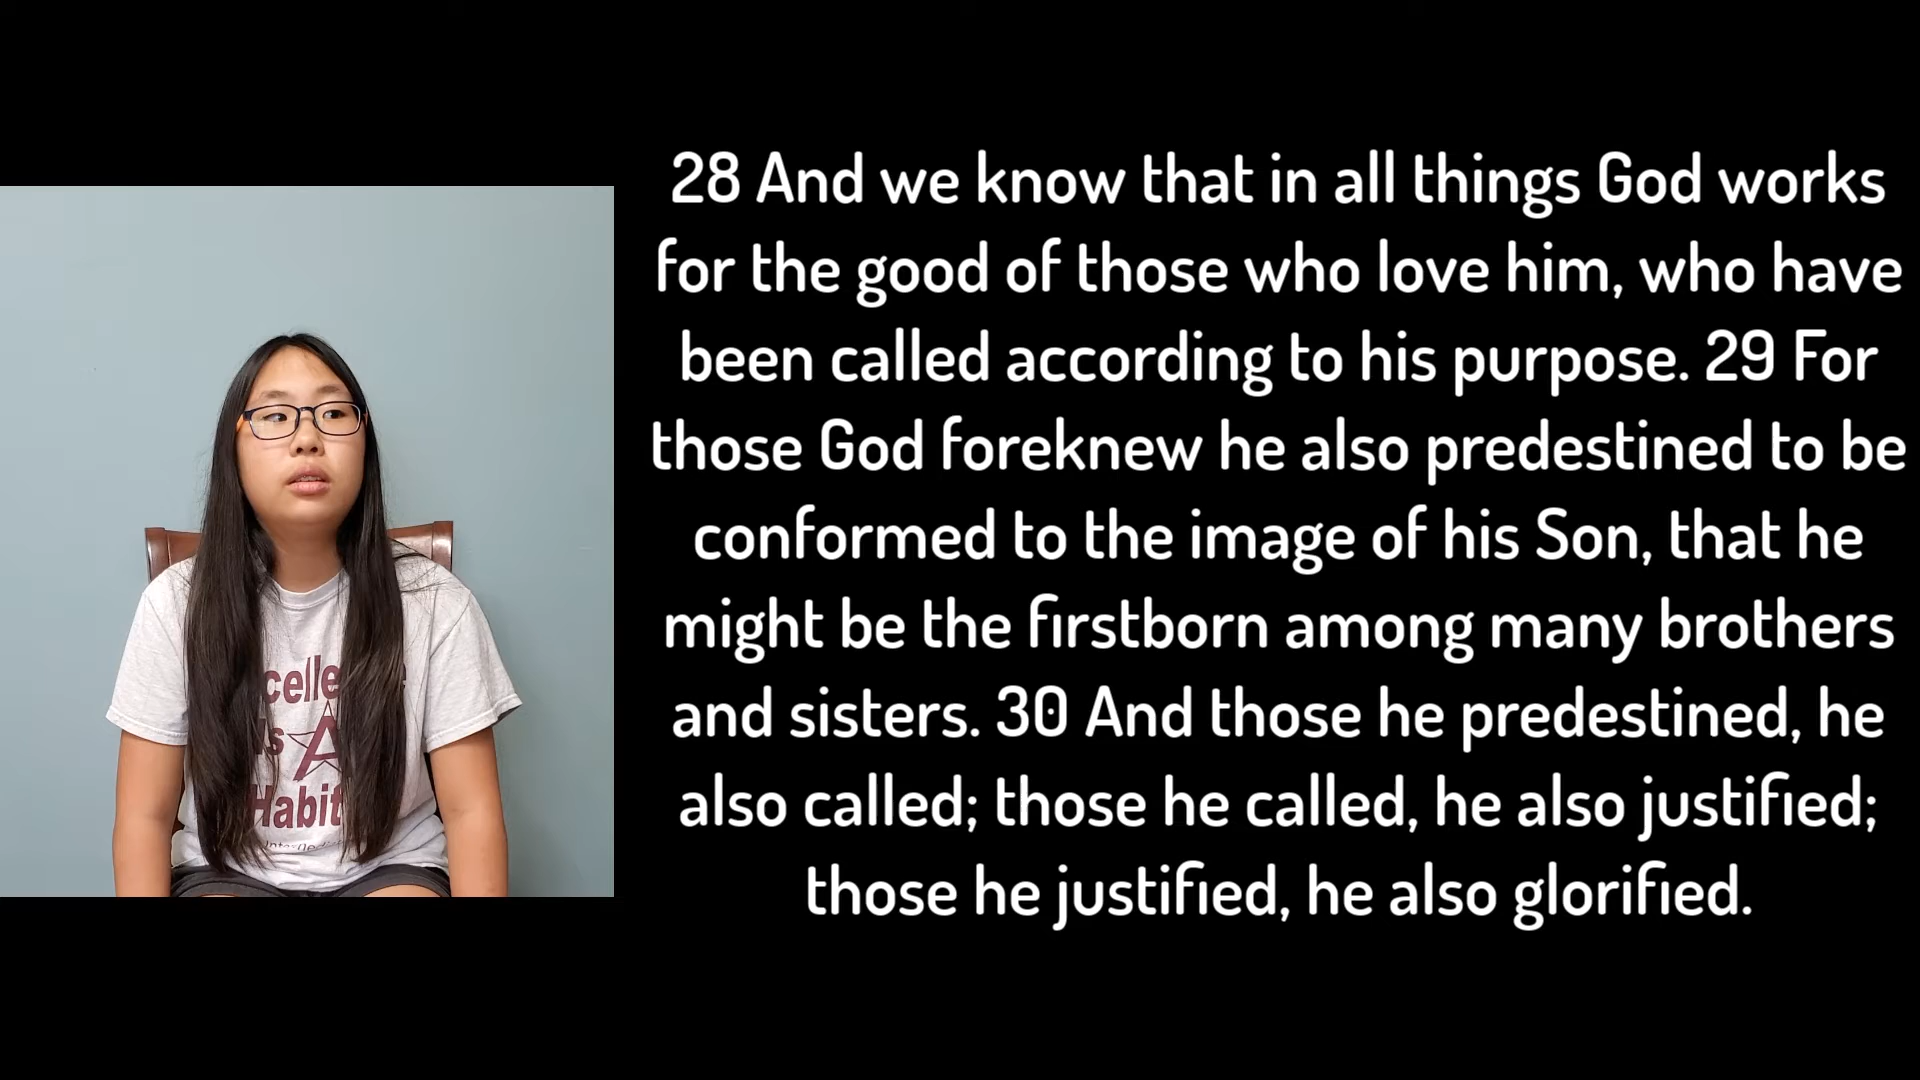 28 And we know that in all things God works
for the good of those who love him, who have
been called according to his purpose. 29 For
those God foreknew he also predestined to be
conformed to the image of his Son, that he
might be the firstborn among many brothers
and sisters. 30 And those he predestined, he
also called; those he called, he also justified;
those he justified, he also glorified.
Is A
Habit